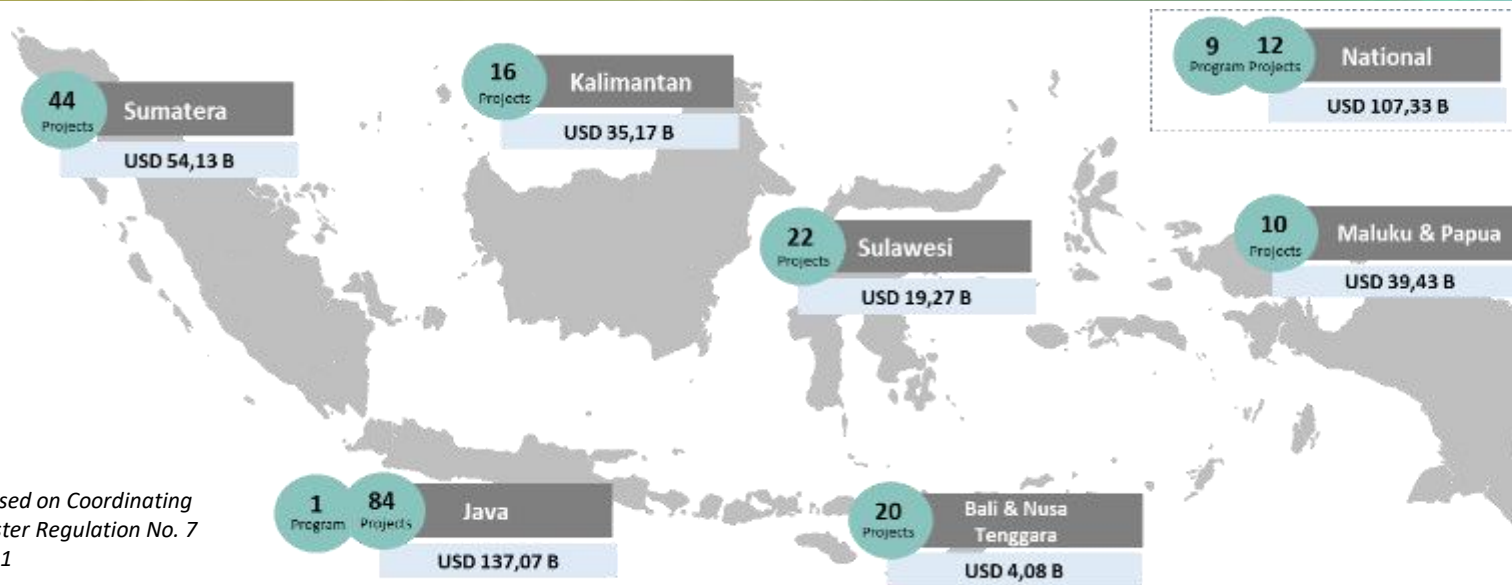 44
Projects
Sumatera
USD 54,13 B
16
Projects
Kalimantan
USD 35,17 B
9
Program
12
Projects
National
USD 107,33 B
22
Projects
Sulawesi
USD 19,27 B
10
Projects
Maluku & Papua
USD 39,43 B
sed on Coordinating
ster Regulation No. 7
1
1
Program
84
Projects
Java
USD 137,07 B
20
Projects
Bali & Nusa
Tenggara
USD 4,08 B